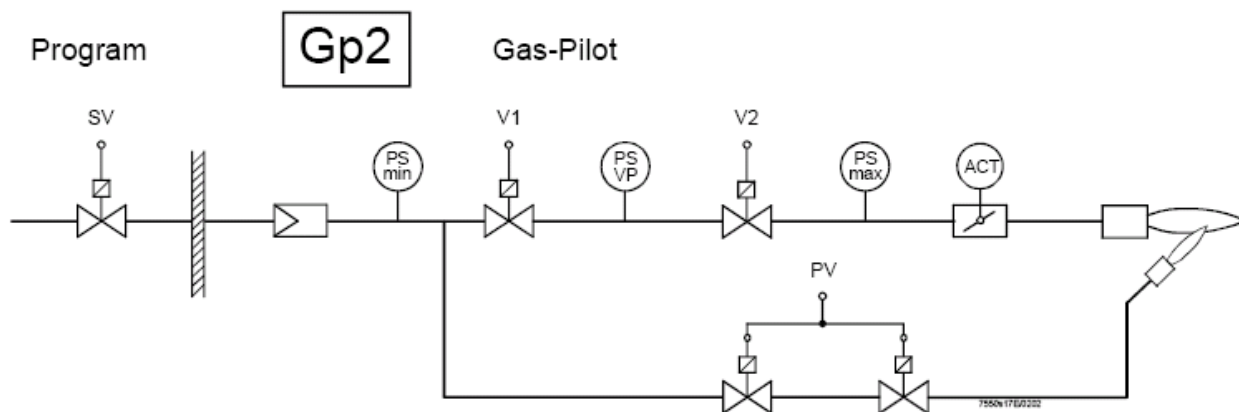 Program Gp2 Gas-Pilot
SV V1 V2
PS min PS VP PS max ACT
PV
7550s17E/0202